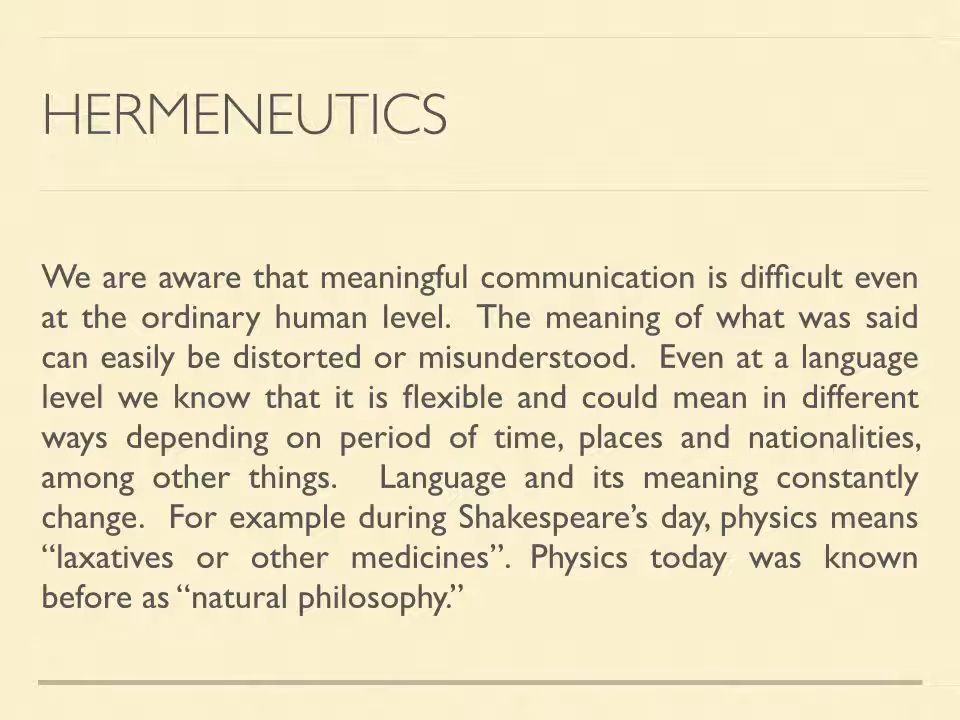 HERMENEUTICS
We are aware that meaningful communication is difficult even
at the ordinary human level.  The meaning of what was said
can easily be distorted or misunderstood.  Even at a language
level we know that it is flexible and could mean in different
ways depending on period of time, places and nationalities,
among other things.  Language and its meaning constantly
change.  For example during Shakespeare’s day, physics means
“laxatives or other medicines”. Physics today was known
before as “natural philosophy.”